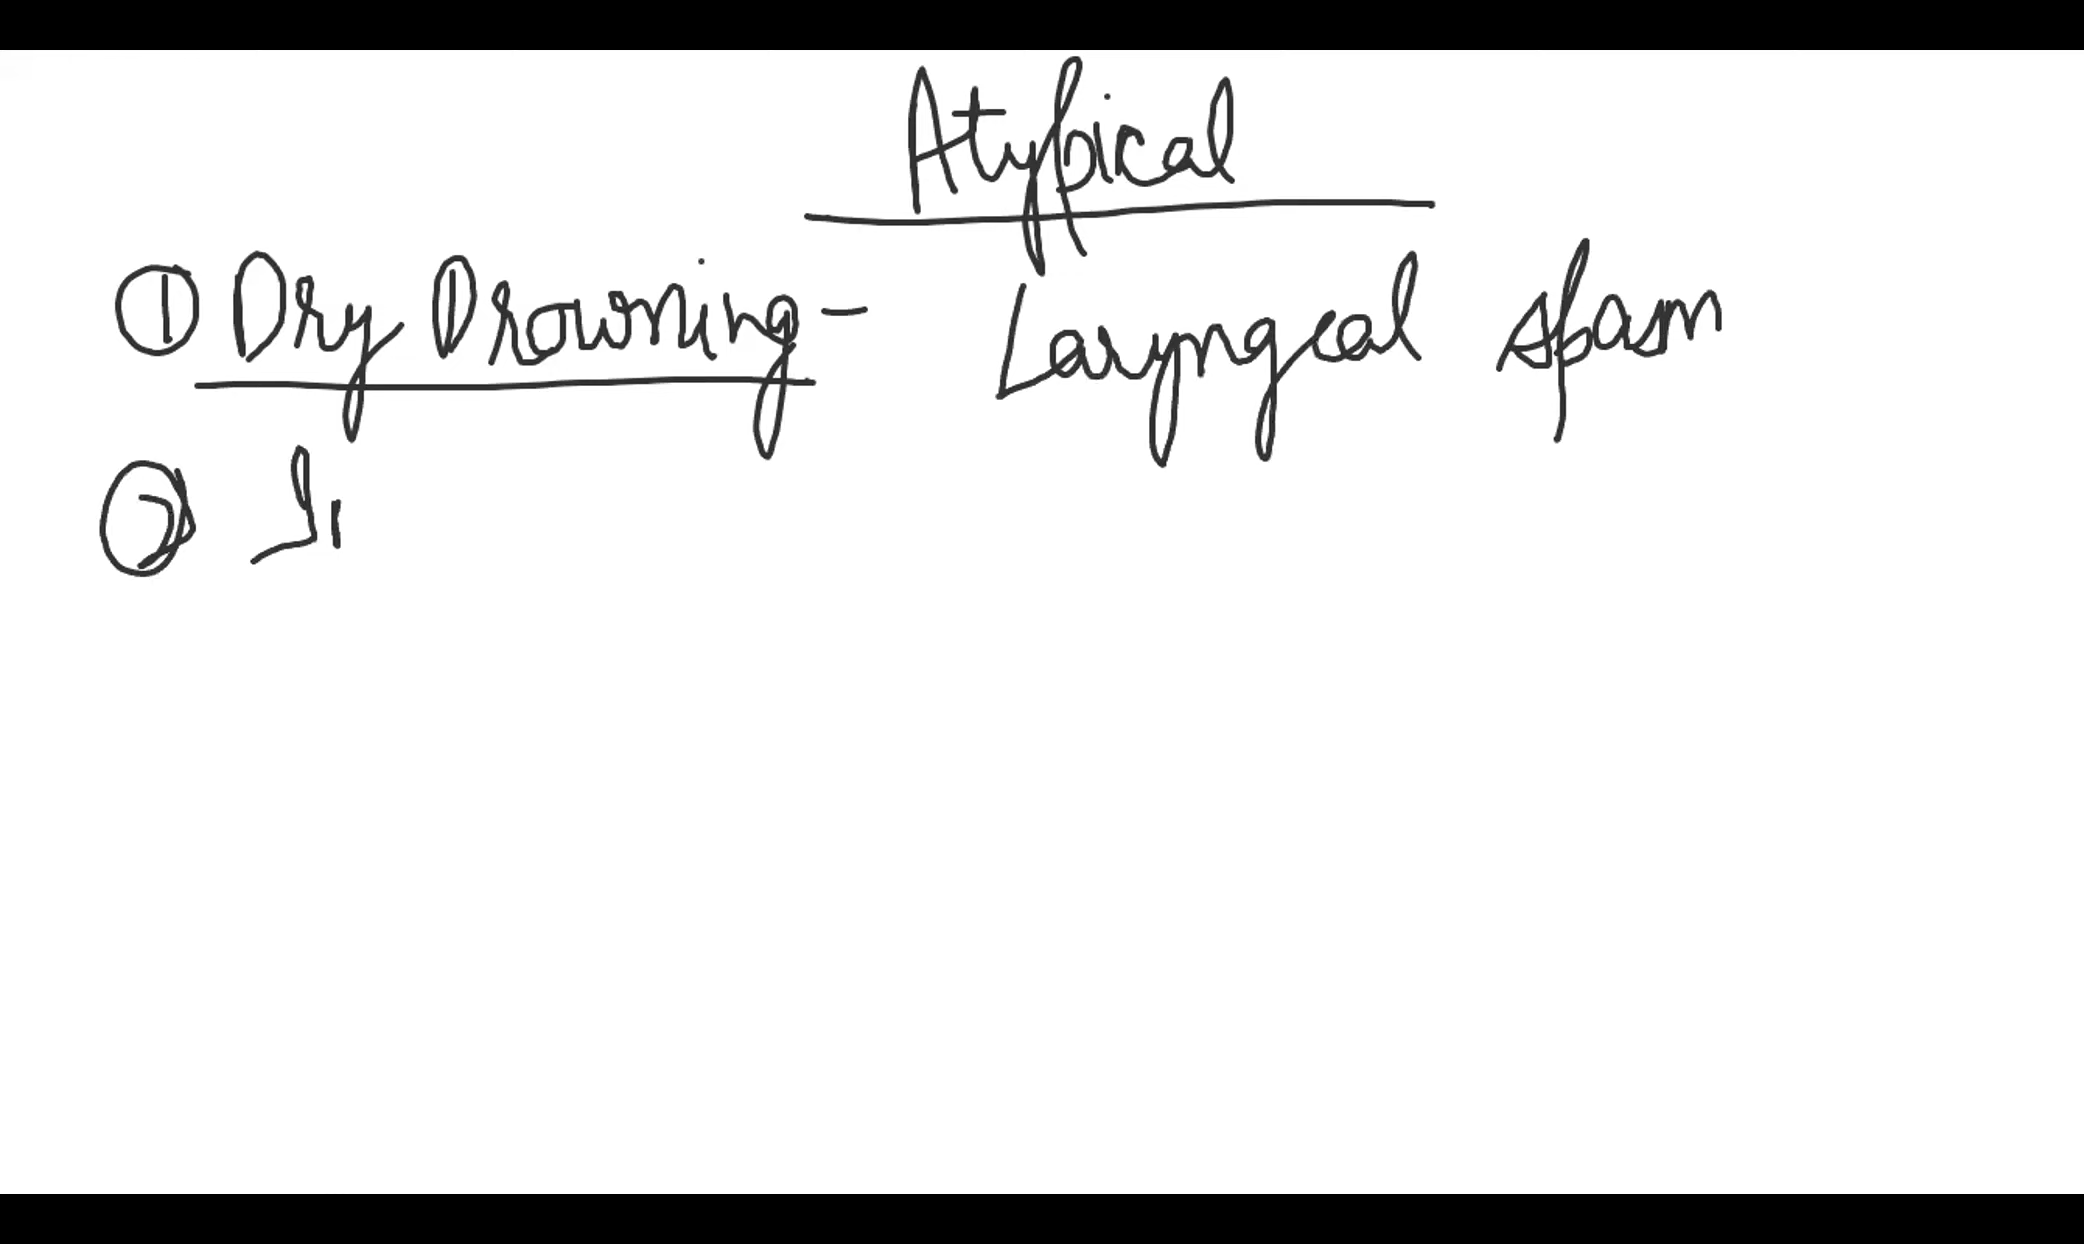 Atypical
① Dry Drowning - Laryngeal spasm
②